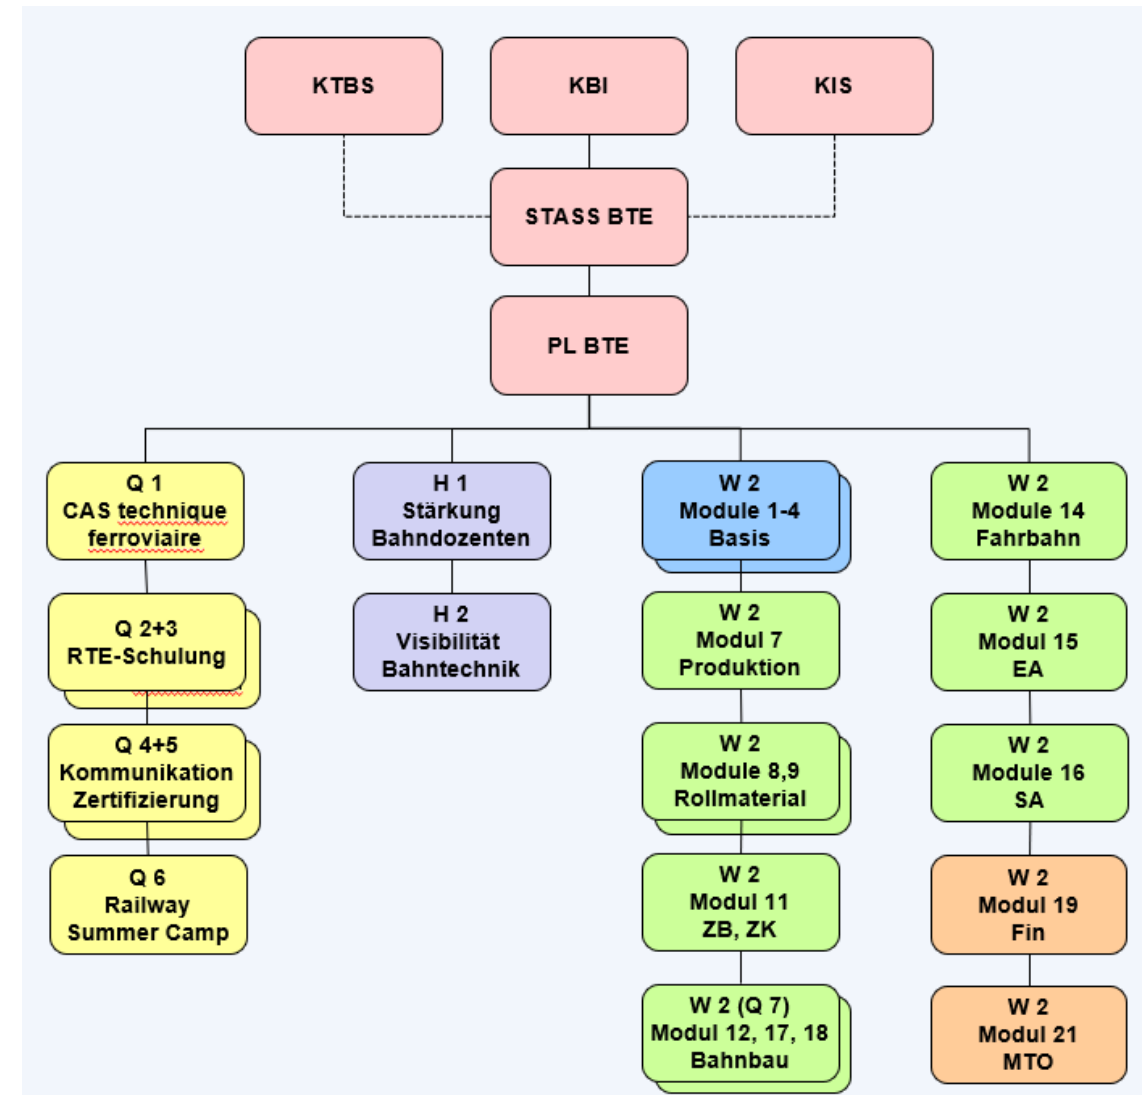 KTBS
KBI
KIS
STASS BTE
PL BTE
Q 1
CAS technique
ferroviaire
H 1
Stärkung
Bahndozenten
W 2
Module 1-4
Basis
W 2
Module 14
Fahrbahn
Q 2+3
RTE-Schulung
H 2
Visibilität
Bahntechnik
W 2
Modul 7
Produktion
W 2
Modul 15
EA
Q 4+5
Kommunikation
Zertifizierung
W 2
Module 8,9
Rollmaterial
W 2
Module 16
SA
Q 6
Railway
Summer Camp
W 2
Modul 11
ZB, ZK
W 2
Modul 19
Fin
W 2 (Q 7)
Modul 12, 17, 18
Bahnbau
W 2
Modul 21
MTO